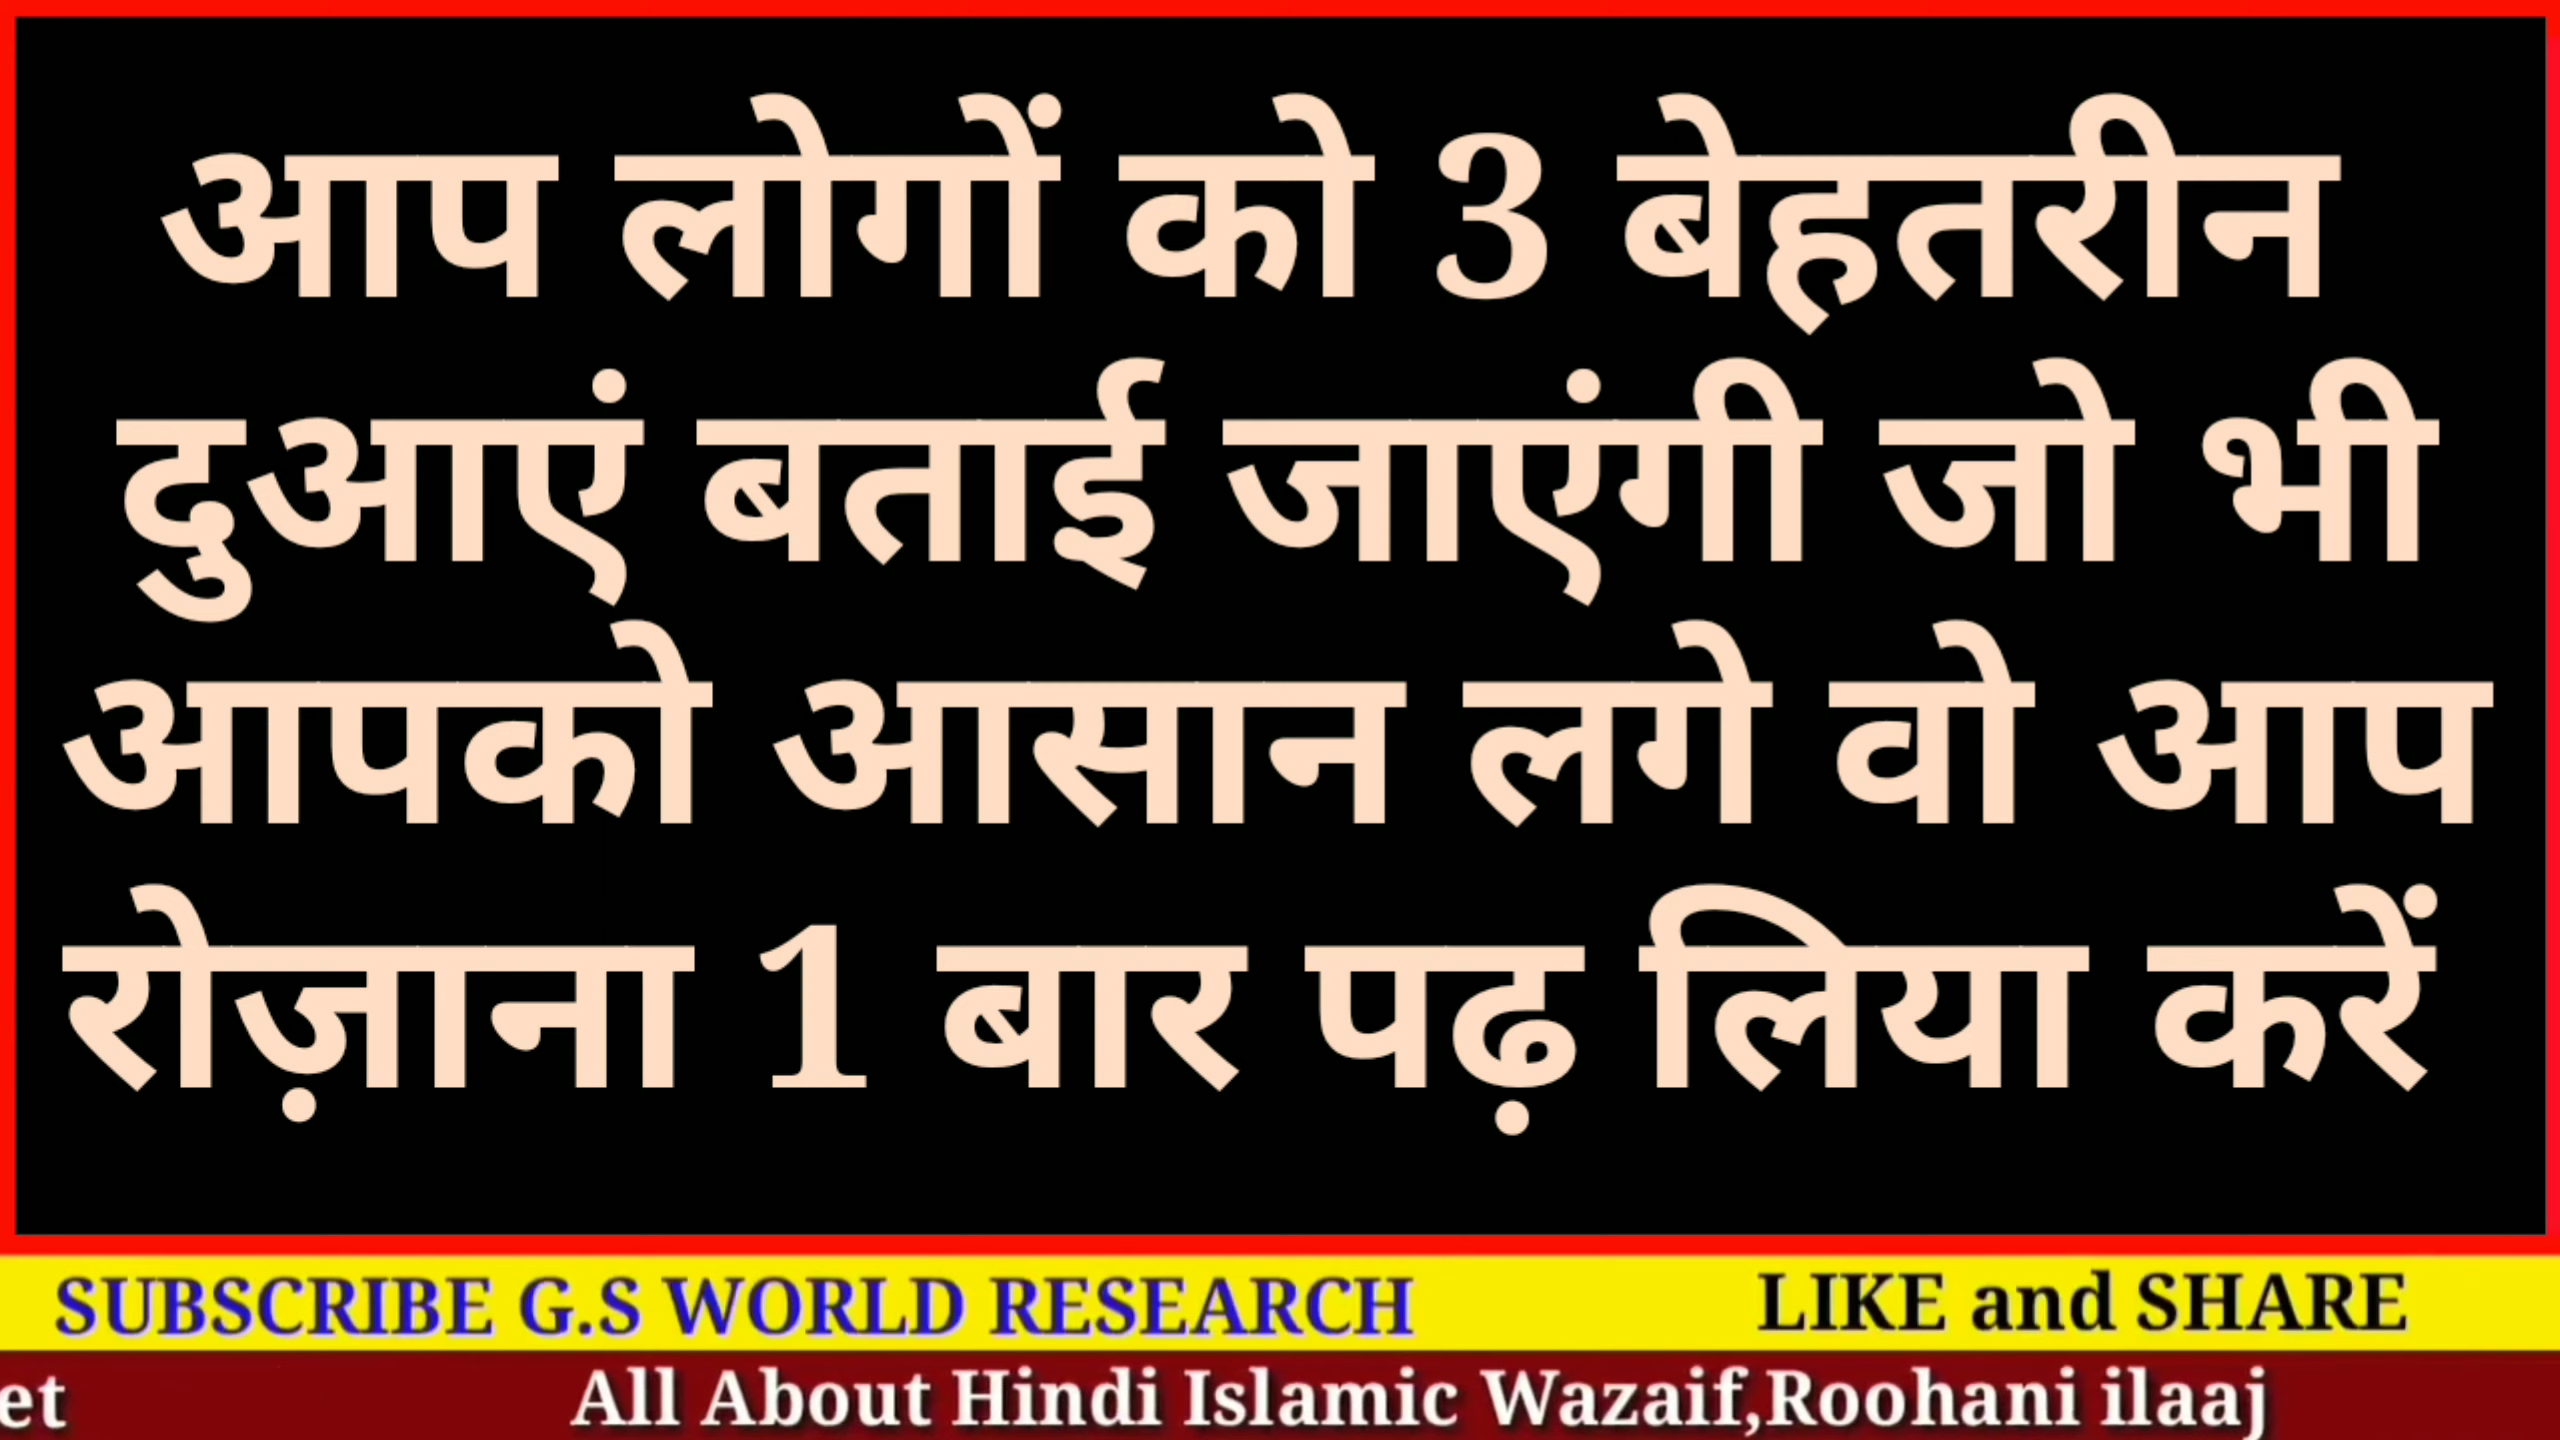 आप लोगों को 3 बेहतरीन
दुआएं बताई जाएंगी जो भी
आपको आसान लगे वो आप
रोज़ाना 1 बार पढ़ लिया करें
SUBSCRIBE G.S WORLD RESEARCH LIKE and SHARE
et All About Hindi Islamic Wazaif,Roohani ilaaj